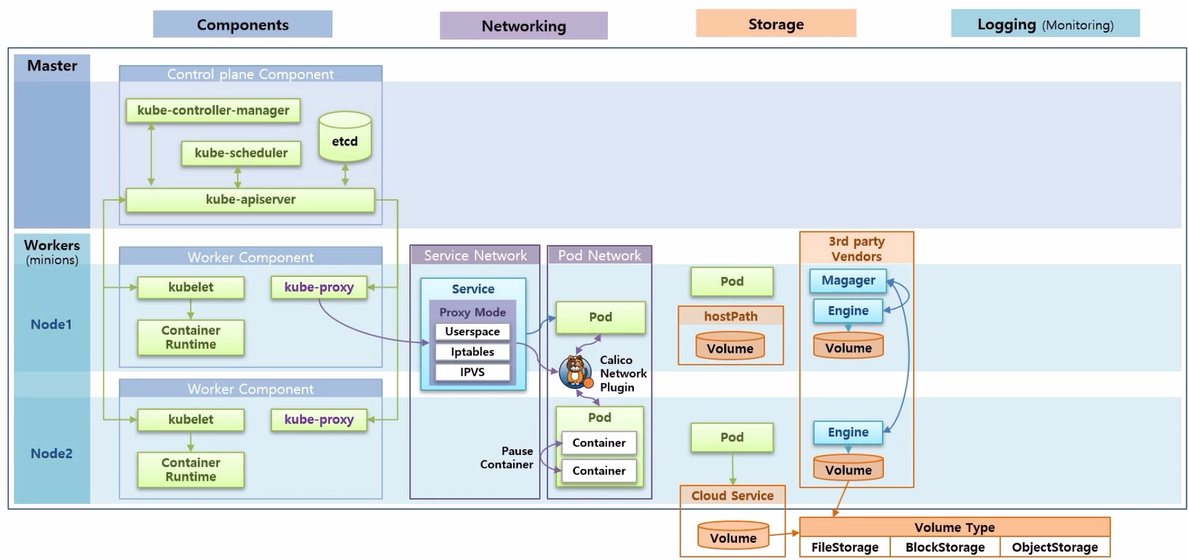 Components
Networking
Storage
Logging (Monitoring)
Master
Control plane Component
kube-controller-manager
kube-scheduler
etcd
kube-apiserver
Workers
(minions)
Node1
Worker Component
kubelet
kube-proxy
Container
Runtime
Service Network
Service
Proxy Mode
Userspace
Iptables
IPVS
Pod Network
Pod
Calico
Network
Plugin
Pod
hostPath
Volume
3rd party
Vendors
Magager
Engine
Volume
Node2
Worker Component
kubelet
kube-proxy
Container
Runtime
Pod
Pause
Container
Container
Container
Pod
Cloud Service
Volume
Engine
Volume
Volume Type
FileStorage
BlockStorage
ObjectStorage